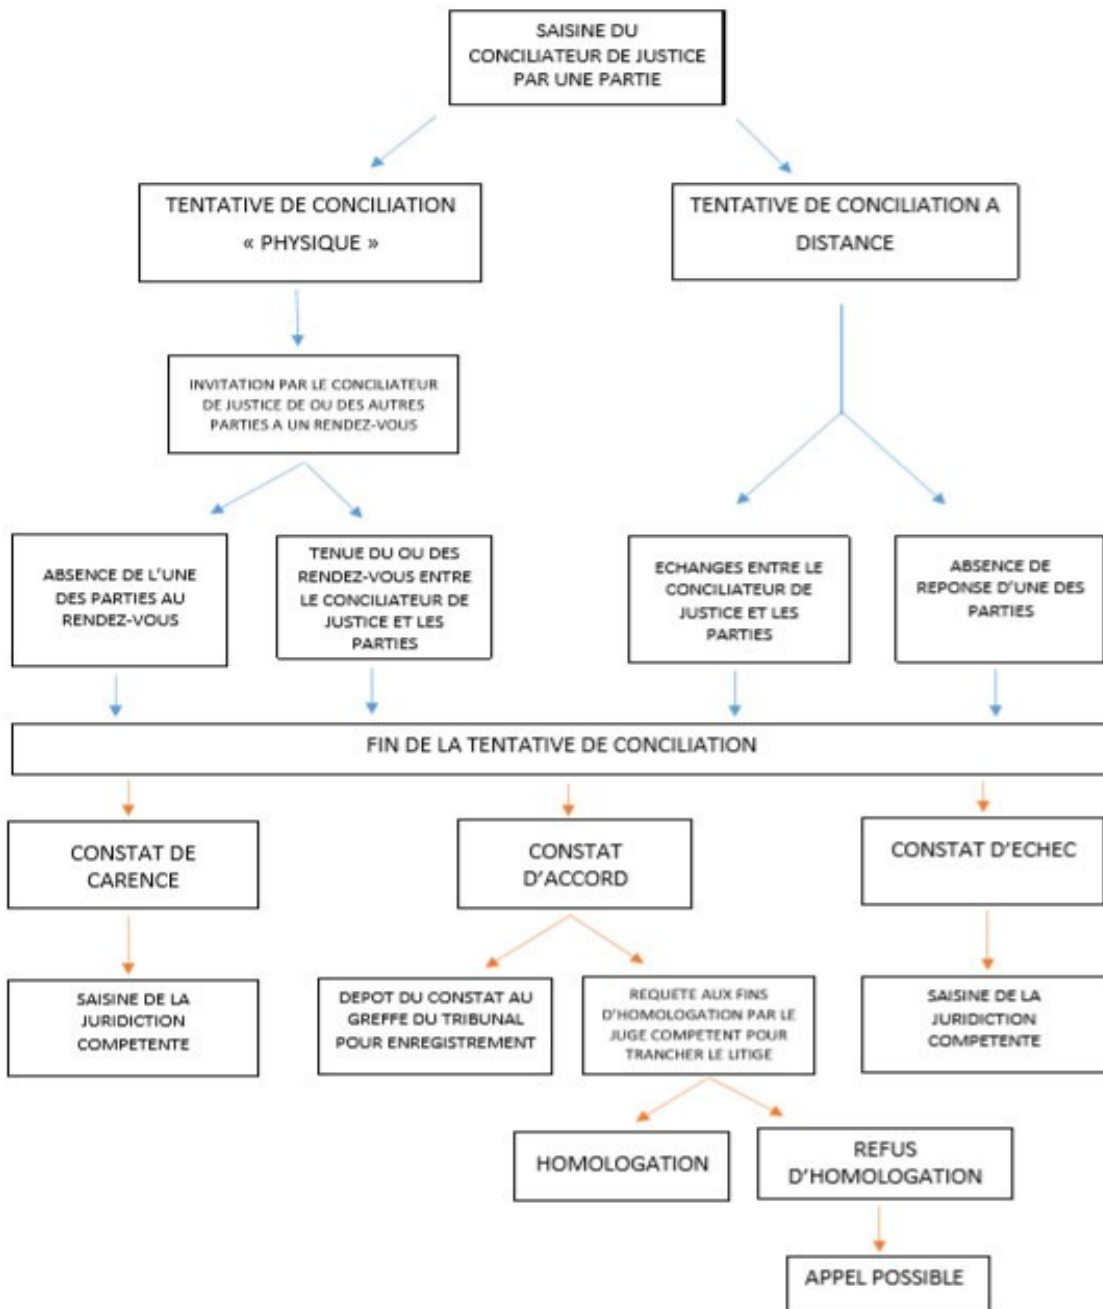 SAISINE DU
CONCILIATEUR DE JUSTICE
PAR UNE PARTIE
TENTATIVE DE CONCILIATION
« PHYSIQUE »
TENTATIVE DE CONCILIATION A
DISTANCE
INVITATION PAR LE CONCILIATEUR
DE JUSTICE DE OU DES AUTRES
PARTIES A UN RENDEZ-VOUS
ABSENCE DE L'UNE
DES PARTIES AU
RENDEZ-VOUS
TENUE DU OU DES
RENDEZ-VOUS ENTRE
LE CONCILIATEUR DE
JUSTICE ET LES
PARTIES
ECHANGES ENTRE LE
CONCILIATEUR DE
JUSTICE ET LES
PARTIES
ABSENCE DE
REPONSE D'UNE DES
PARTIES
FIN DE LA TENTATIVE DE CONCILIATION
CONSTAT DE
CARENCE
CONSTAT
D'ACCORD
CONSTAT D'ECHEC
SAISINE DE LA
JURIDICTION
COMPETENTE
DEPOT DU CONSTAT AU
GREFFE DU TRIBUNAL
POUR ENREGISTREMENT
REQUETE AUX FINS
D'HOMOLOGATION PAR LE
JUGE COMPETENT POUR
TRANCHER LE LITIGE
SAISINE DE LA
JURIDICTION
COMPETENTE
HOMOLOGATION
REFUS
D'HOMOLOGATION
APPEL POSSIBLE